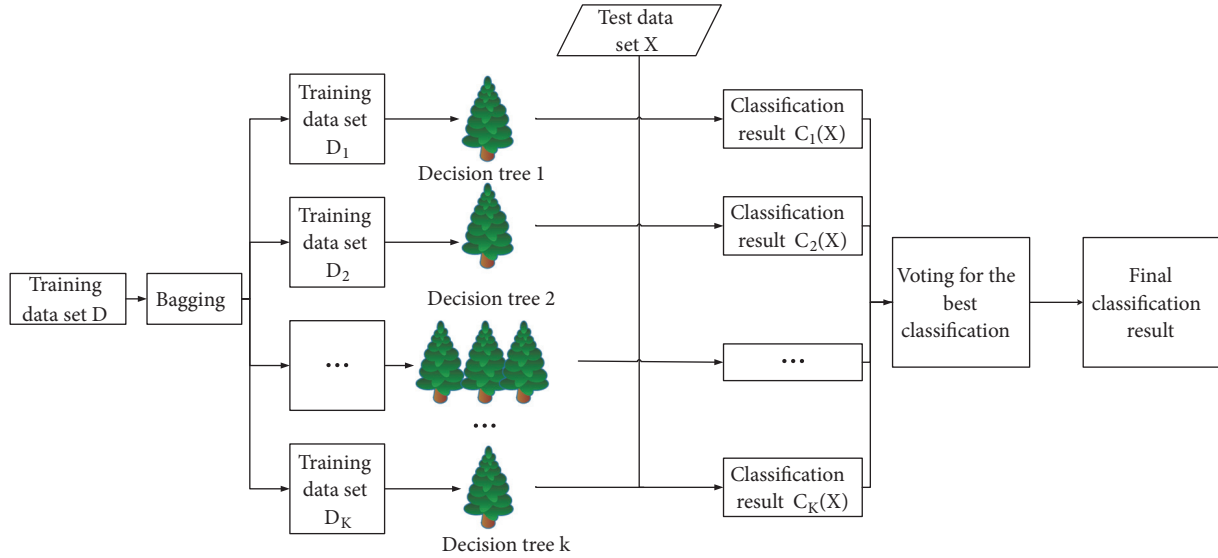 Test data
set X
Training
data set
D₁
Decision tree 1
Classification
result C₁(X)
Training
data set
D₂
Decision tree 2
Classification
result C₂(X)
Training
data set D
Bagging
...
...
...
Training
data set
D_K
Decision tree k
Classification
result C_K(X)
Voting for the
best
classification
Final
classification
result